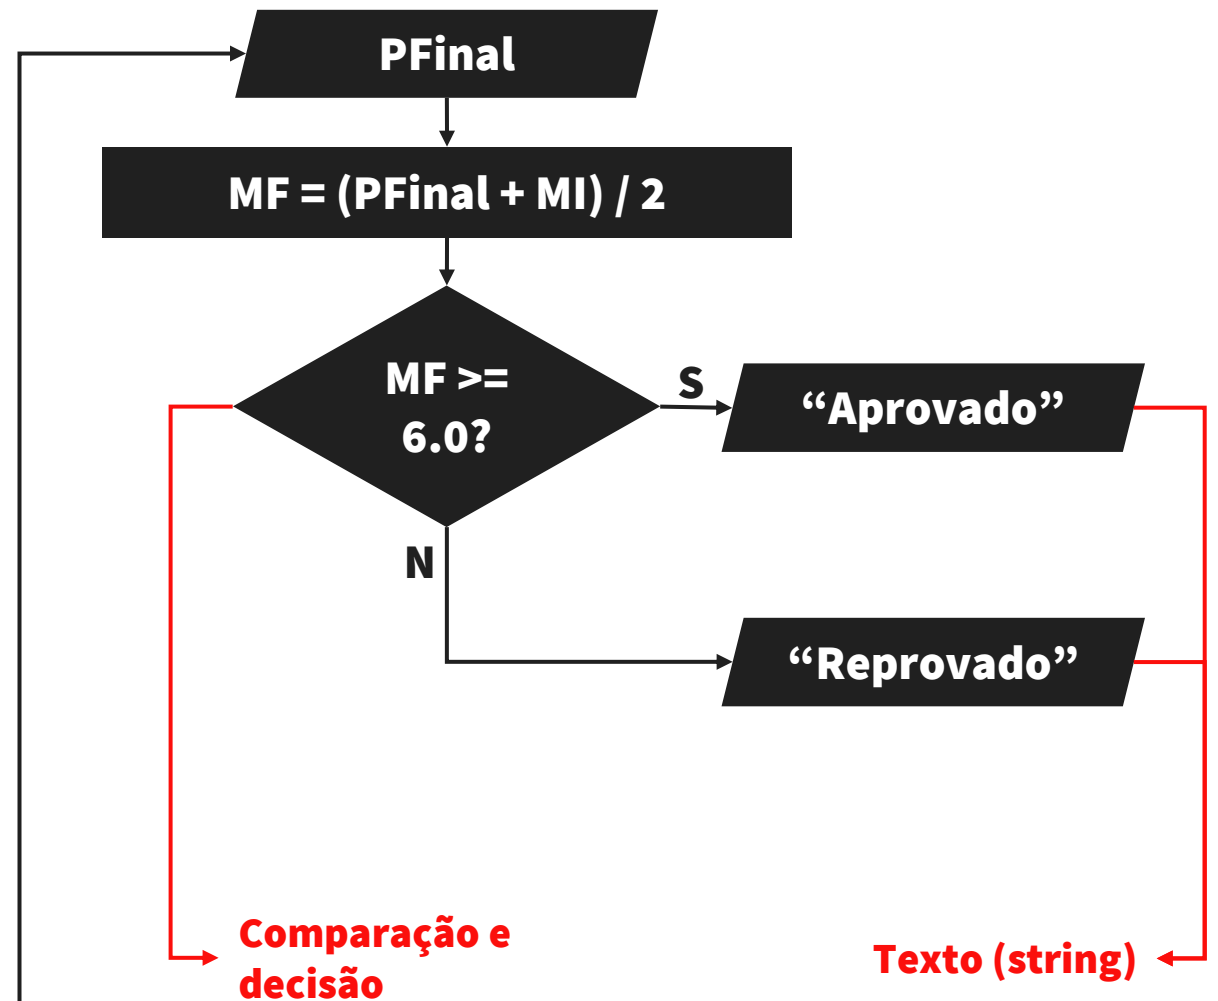 PFinal
MF = (PFinal + MI) / 2
MF >=
6.0?
S
“Aprovado”
N
“Reprovado”
Comparação e
decisão
Texto (string)